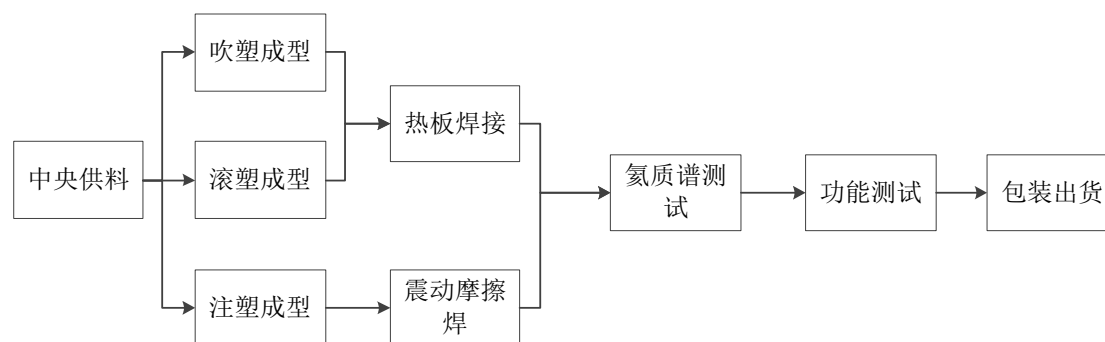 吹塑成型
热板焊接
中央供料
滚塑成型
氦质谱测
试
功能测试
包装出货
注塑成型
震动摩擦
焊